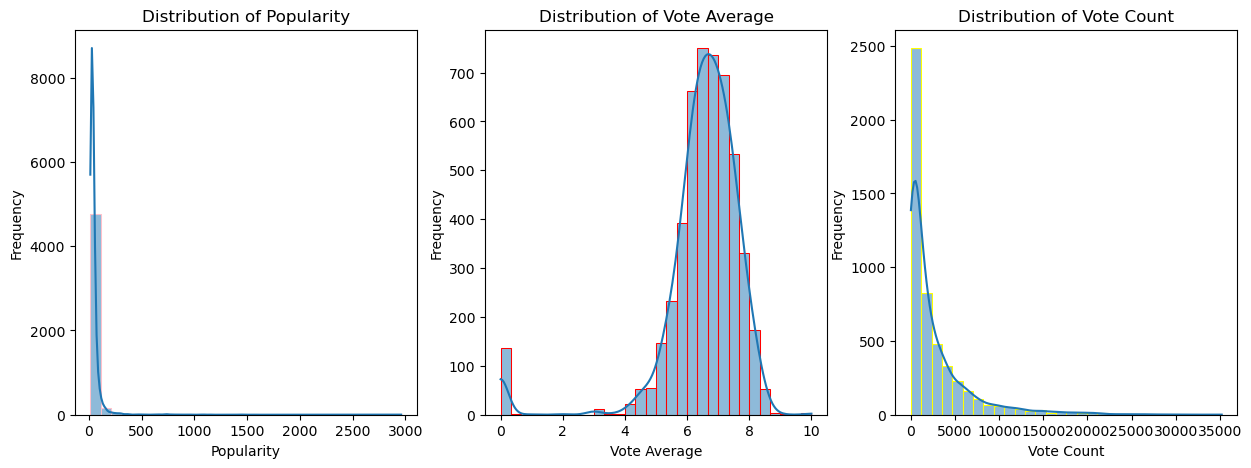 Distribution of Popularity
Frequency
8000
6000
4000
2000
0
0 500 1000 1500 2000 2500 3000
Popularity
Distribution of Vote Average
Frequency
700
600
500
400
300
200
100
0
0 2 4 6 8 10
Vote Average
Distribution of Vote Count
Frequency
2500
2000
1500
1000
500
0
0 5000 10000 15000 20000 25000 30000 35000
Vote Count